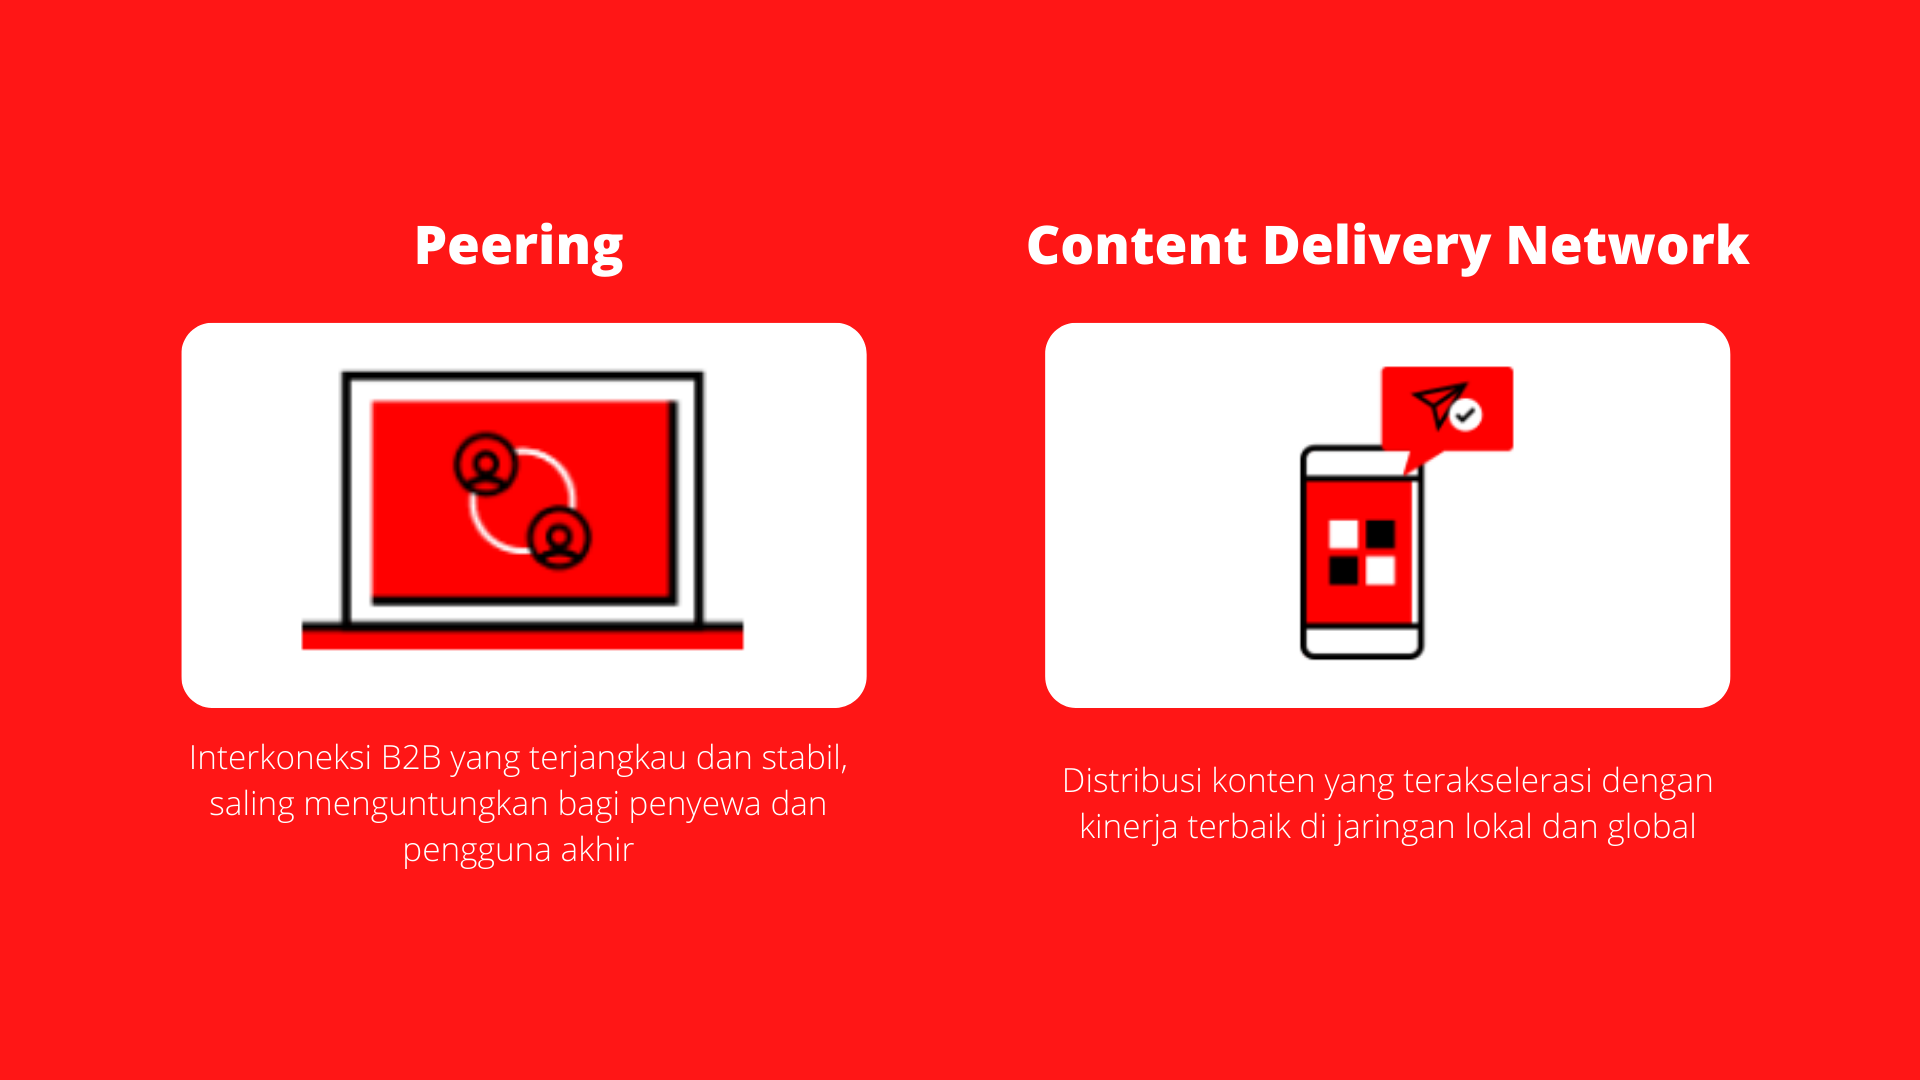 Peering
Interkoneksi B2B yang terjangkau dan stabil,
saling menguntungkan bagi penyewa dan
pengguna akhir
Content Delivery Network
Distribusi konten yang terakselerasi dengan
kinerja terbaik di jaringan lokal dan global